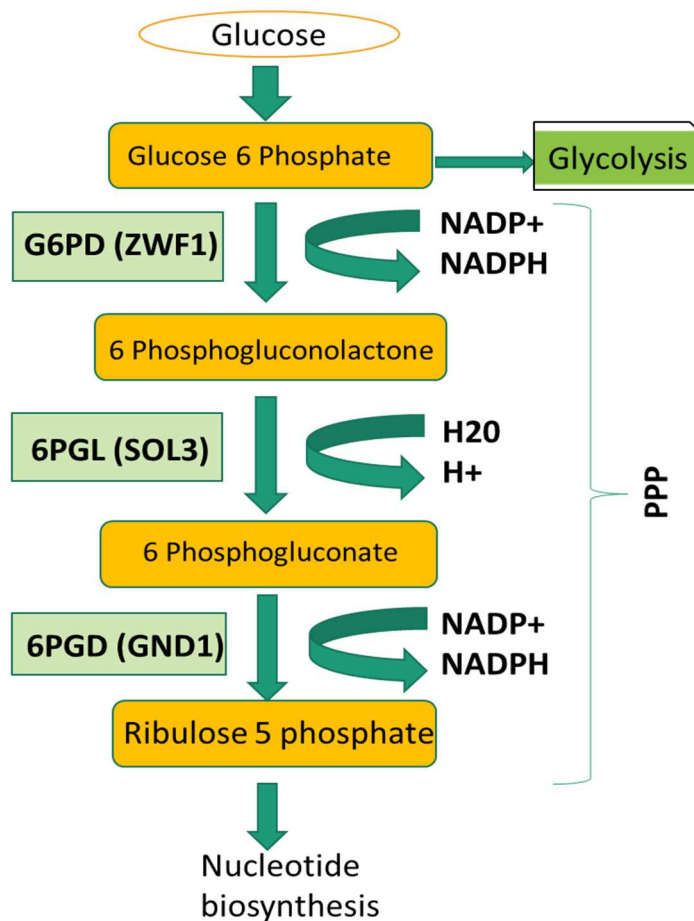 Glucose
Glucose 6 Phosphate
Glycolysis
G6PD (ZWF1)
NADP+
NADPH
6 Phosphogluconolactone
6PGL (SOL3)
H20
H+
PPP
6 Phosphogluconate
6PGD (GND1)
NADP+
NADPH
Ribulose 5 phosphate
Nucleotide
biosynthesis